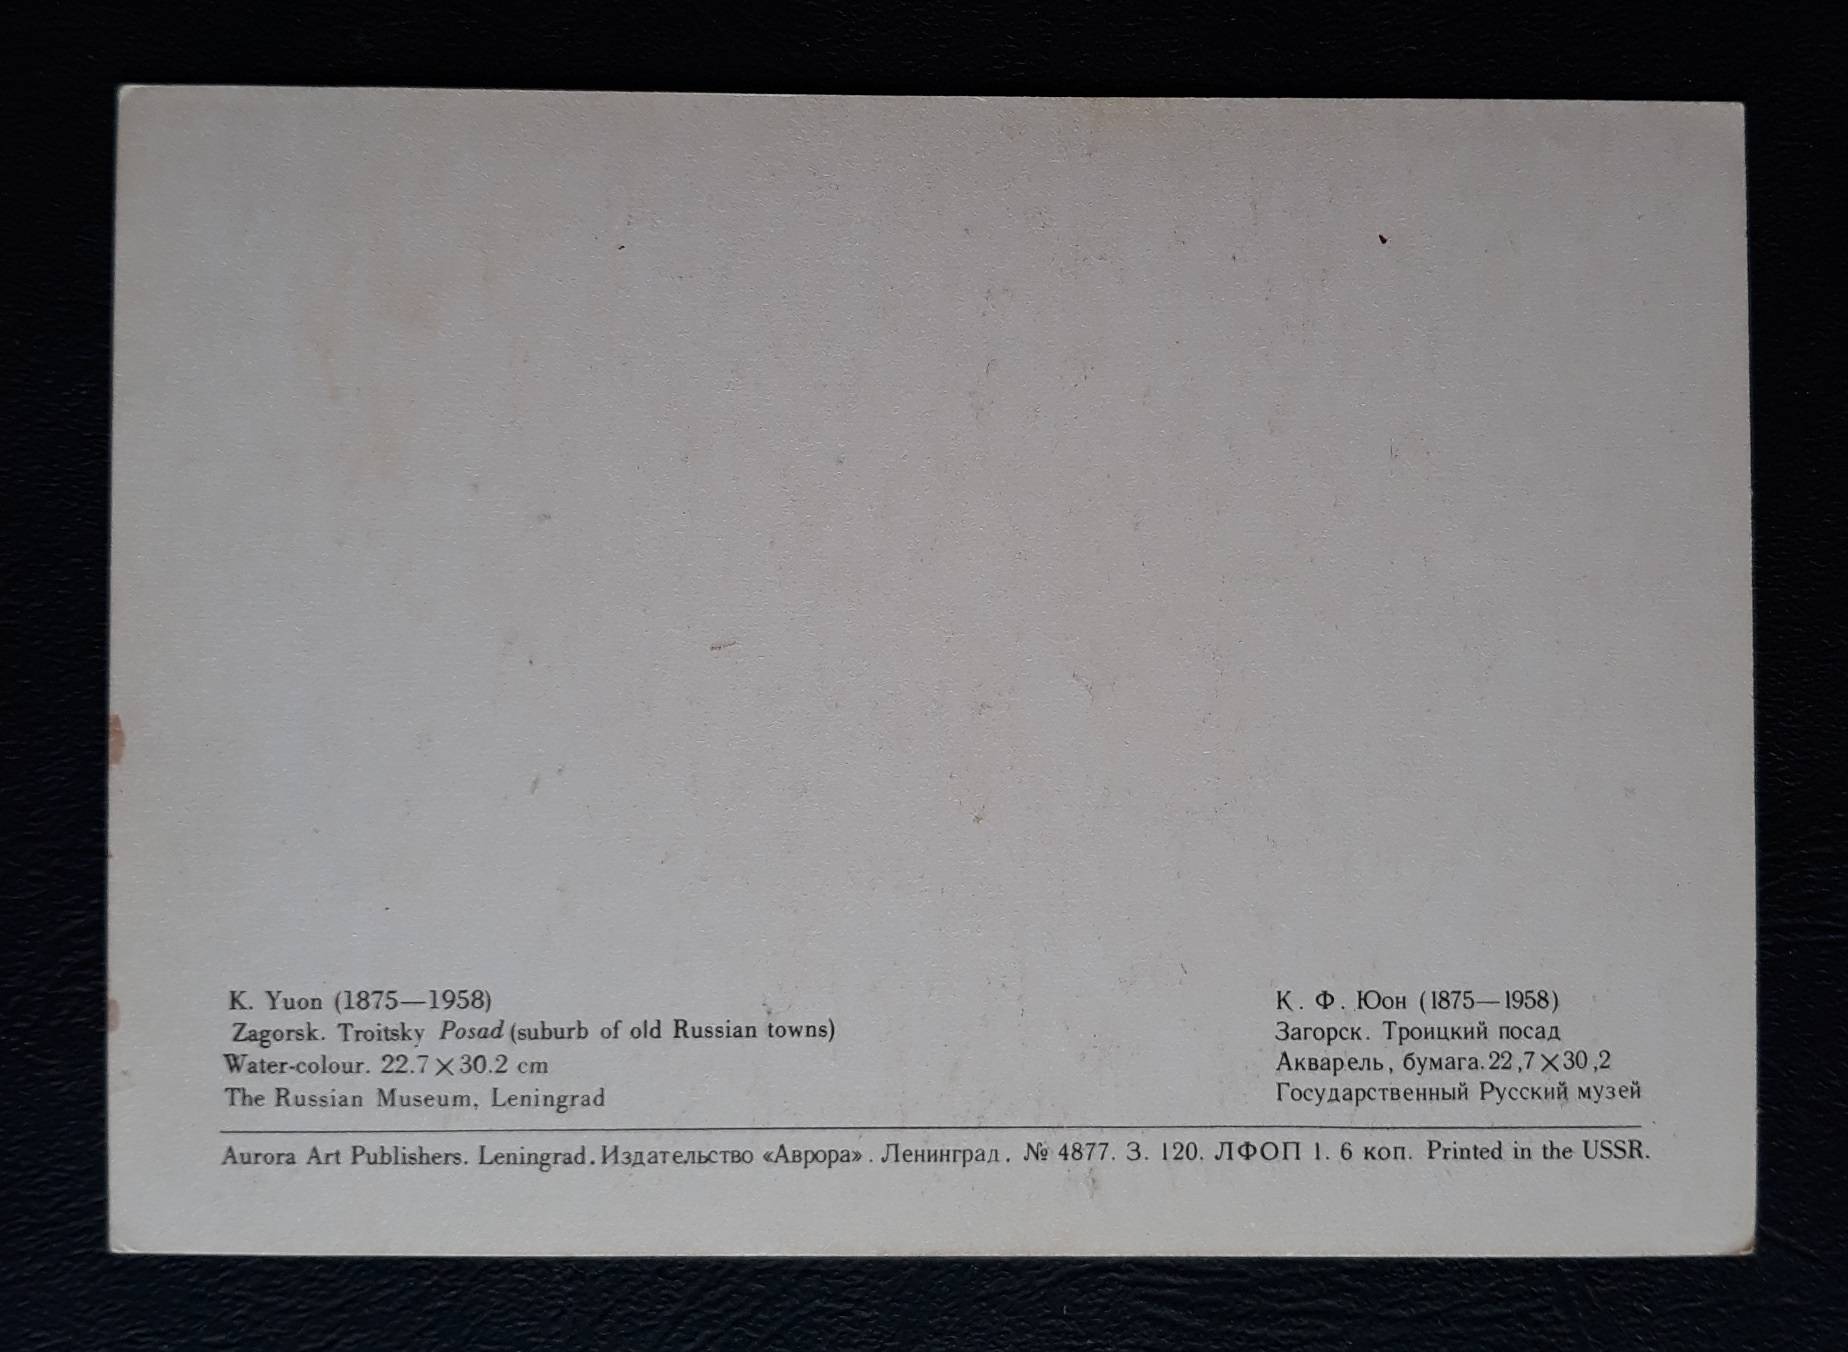 K. Yuon (1875—1958)
Zagorsk. Troitsky Posad (suburb of old Russian towns)
Water-colour. 22.7×30.2 cm
The Russian Museum, Leningrad
К. Ф. Юон (1875—1958)
Загорск. Троицкий посад
Акварель, бумага. 22,7×30,2
Государственный Русский музей
Aurora Art Publishers. Leningrad. Издательство «Аврора». Ленинград. № 4877. З. 120. ЛФОП 1. 6 коп. Printed in the USSR.